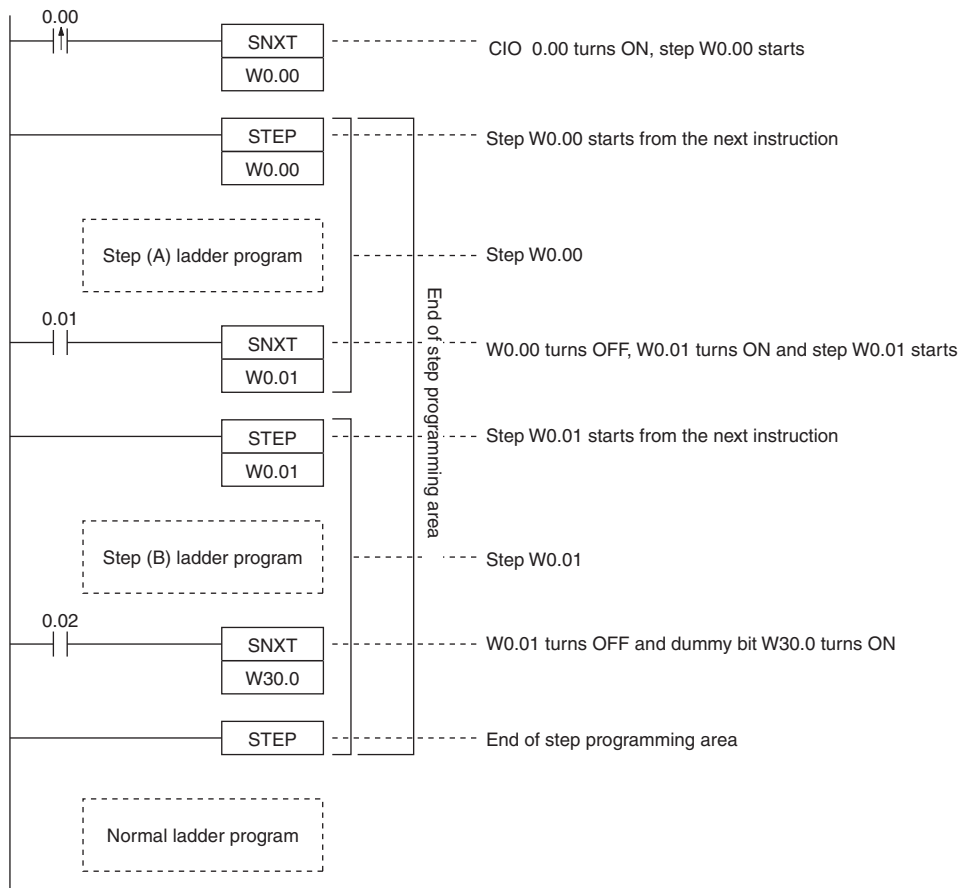 0.00
SNXT
W0.00
CIO 0.00 turns ON, step W0.00 starts
STEP
W0.00
Step W0.00 starts from the next instruction
Step (A) ladder program
Step W0.00
End of step programming area
0.01
SNXT
W0.01
W0.00 turns OFF, W0.01 turns ON and step W0.01 starts
STEP
W0.01
Step W0.01 starts from the next instruction
Step (B) ladder program
Step W0.01
0.02
SNXT
W30.0
W0.01 turns OFF and dummy bit W30.0 turns ON
STEP
End of step programming area
Normal ladder program